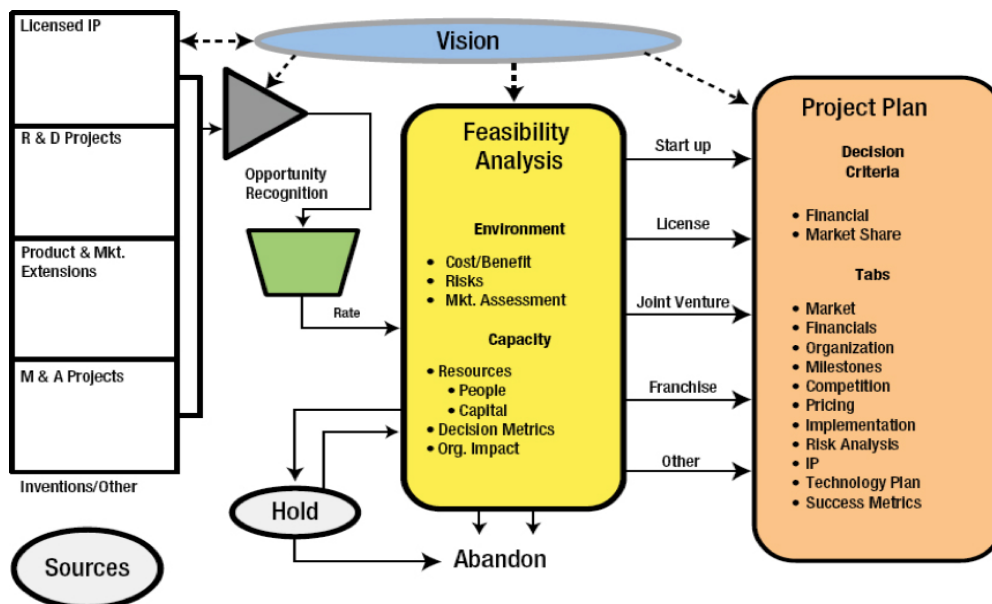 Licensed IP
R & D Projects
Product & Mkt.
Extensions
M & A Projects
Inventions/Other
Sources
Vision
Opportunity
Recognition
Rate
Hold
Feasibility
Analysis
Environment
• Cost/Benefit
• Risks
• Mkt. Assessment
Capacity
• Resources
• People
• Capital
• Decision Metrics
• Org. Impact
Abandon
Start up
License
Joint Venture
Franchise
Other
Project Plan
Decision
Criteria
• Financial
• Market Share
Tabs
• Market
• Financials
• Organization
• Milestones
• Competition
• Pricing
• Implementation
• Risk Analysis
• IP
• Technology Plan
• Success Metrics